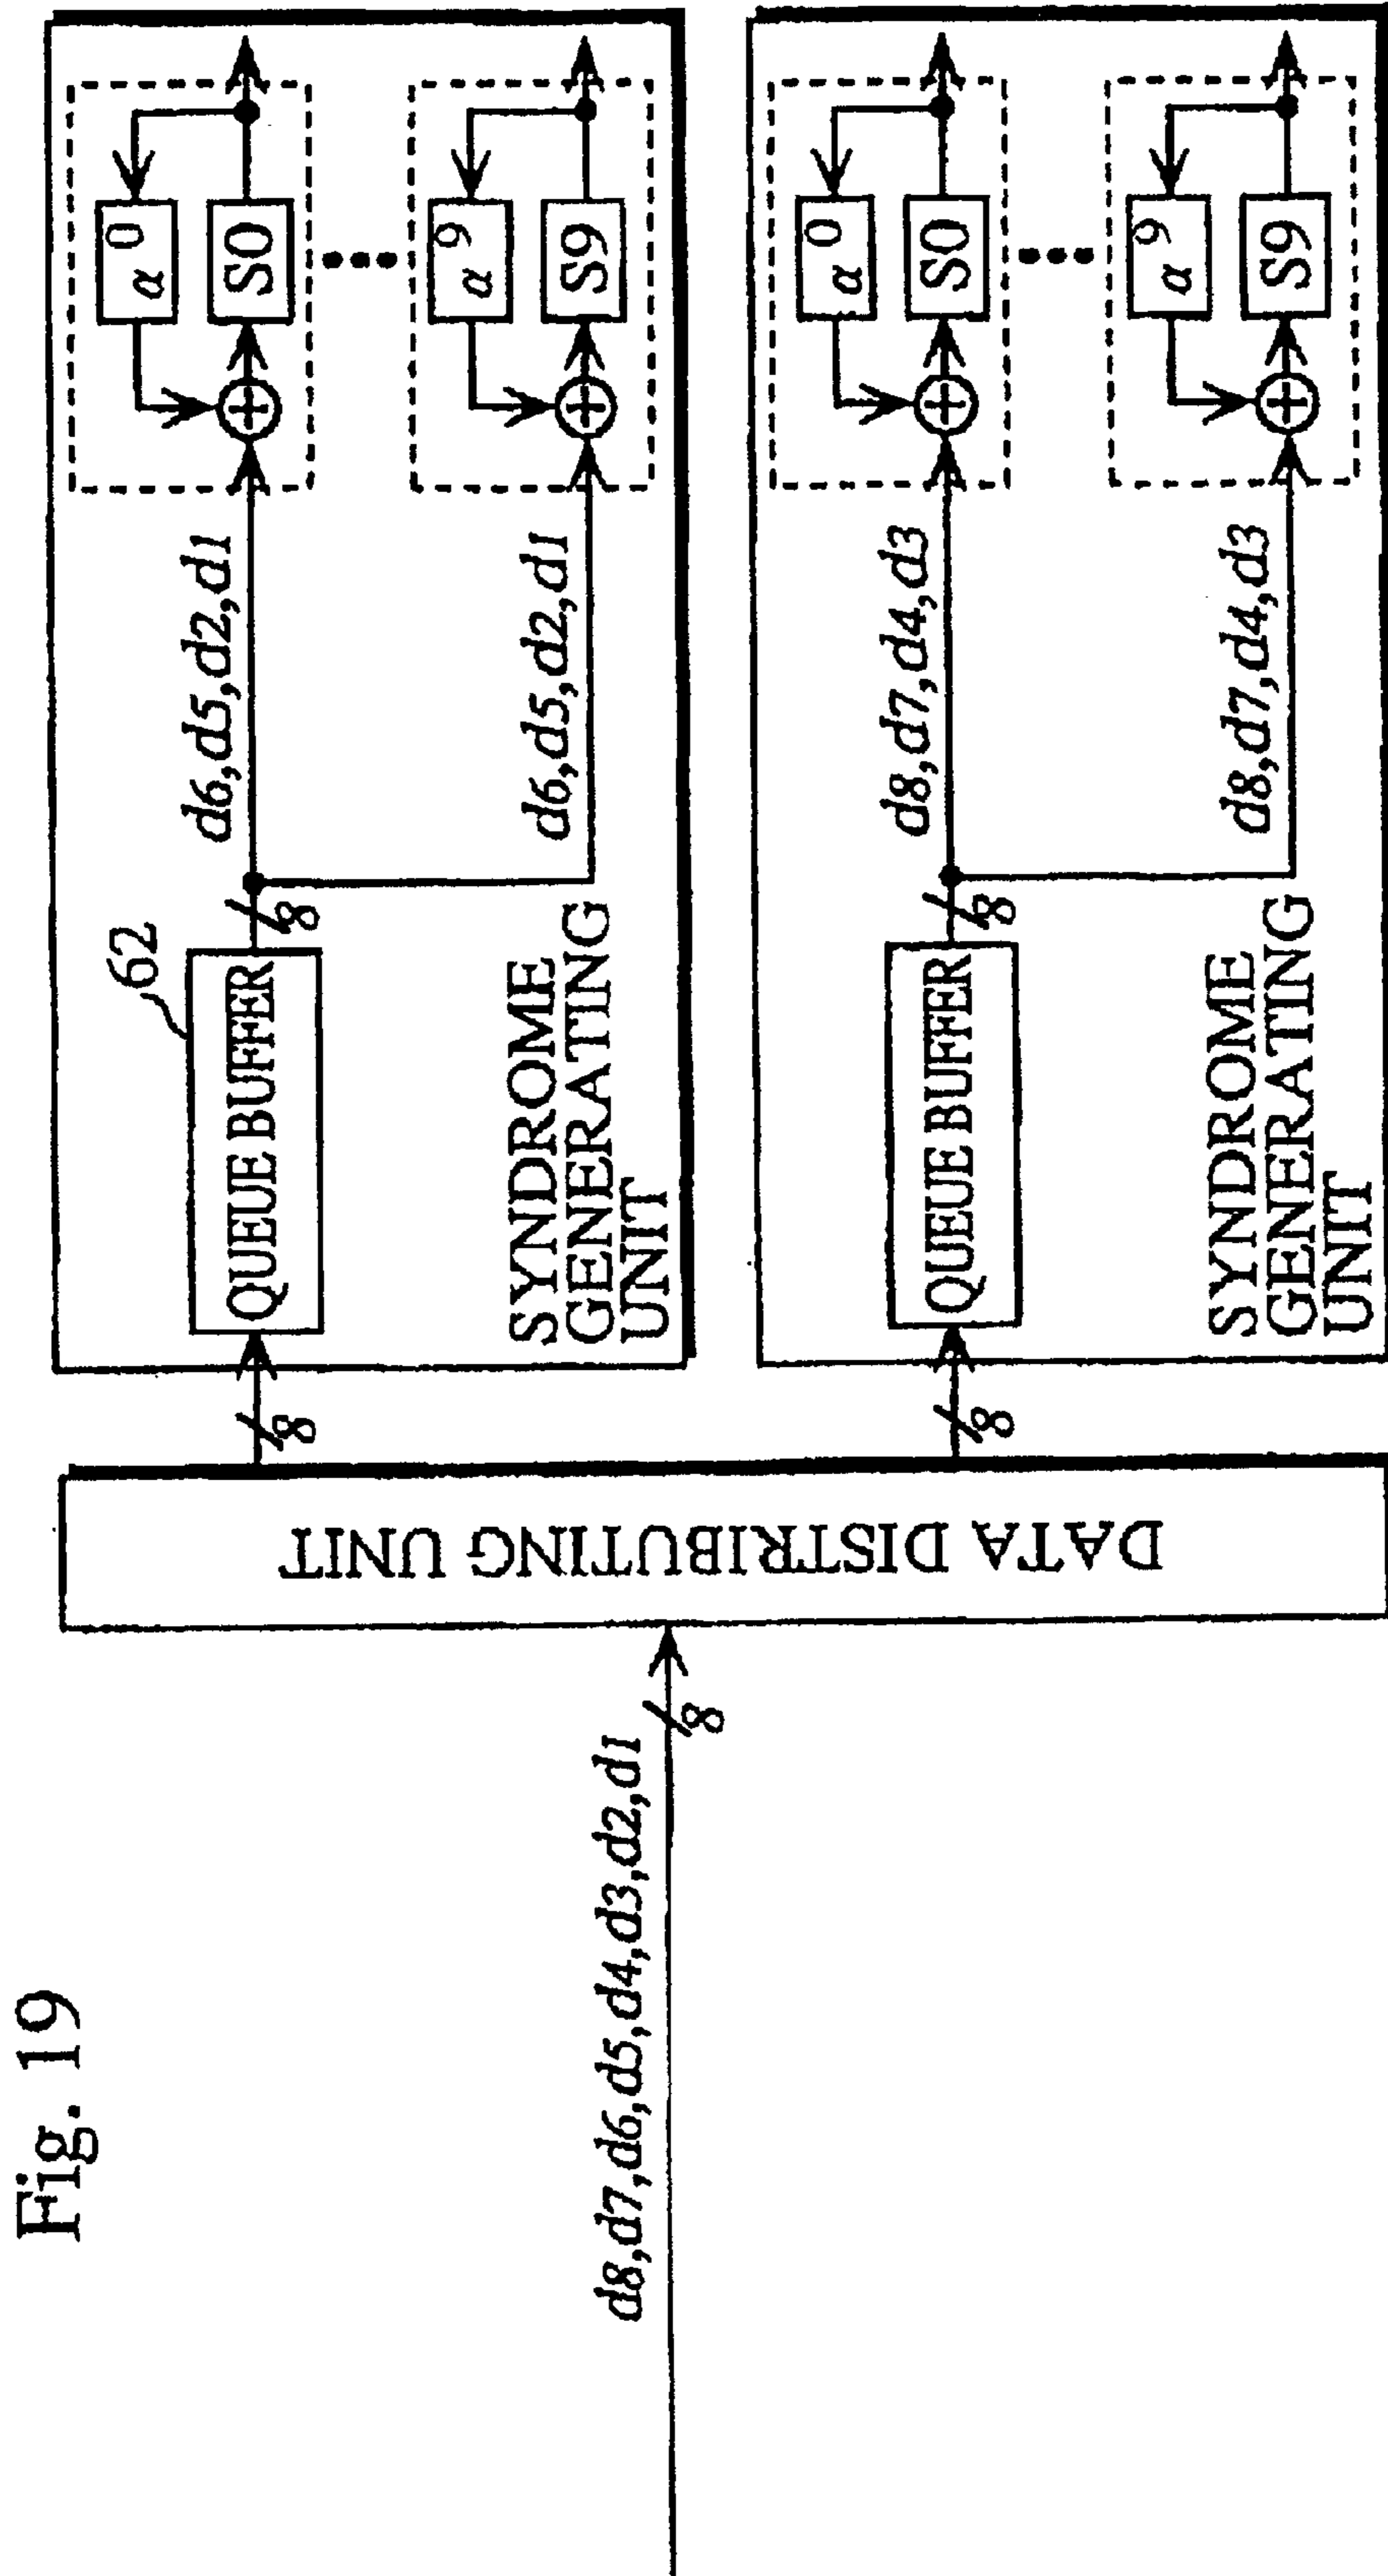 Fig. 19
d8,d7,d6,d5,d4,d3,d2,d1
8
DATA DISTRIBUTING UNIT
8
QUEUE BUFFER
62
8
d6,d5,d2,d1
α0
S0
d6,d5,d2,d1
α9
S9
SYNDROME
GENERATING
UNIT
8
QUEUE BUFFER
8
d8,d7,d4,d3
α0
S0
d8,d7,d4,d3
α9
S9
SYNDROME
GENERATING
UNIT